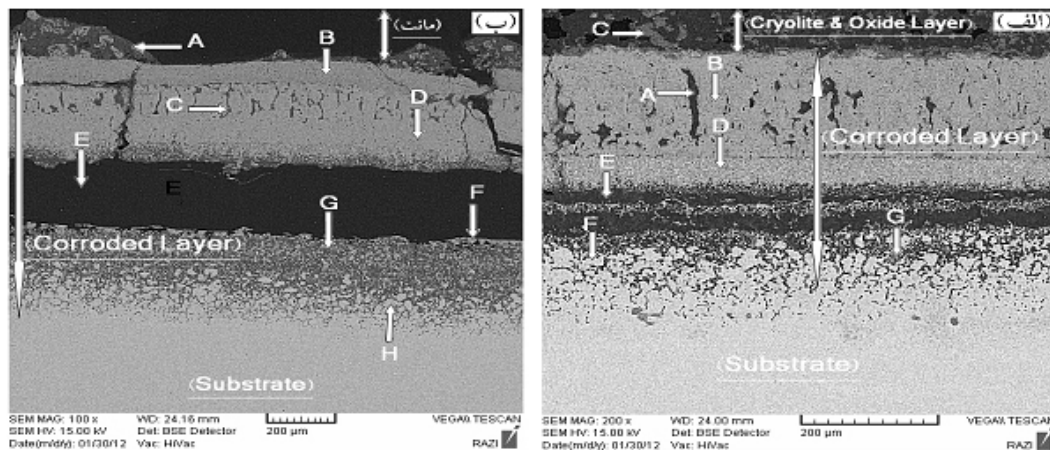 (ب)
(مانت)
A
B
C
D
E
E
F
G
(Corroded Layer)
H
(Substrate)
SEM MAG: 100 x WD: 24.16 mm
SEM HV: 15.00 kV Det: BSE Detector 200 µm VEGA\\ TESCAN
Date(m/d/y): 01/30/12 Vac: HiVac RAZI
(الف)
(Cryolite & Oxide Layer)
C
B
A
D
(Corroded Layer)
E
F
G
(Substrate)
SEM MAG: 200 x WD: 24.00 mm
SEM HV: 15.00 kV Det: BSE Detector 200 µm VEGA\\ TESCAN
Date(m/d/y): 01/30/12 Vac: HiVac RAZI